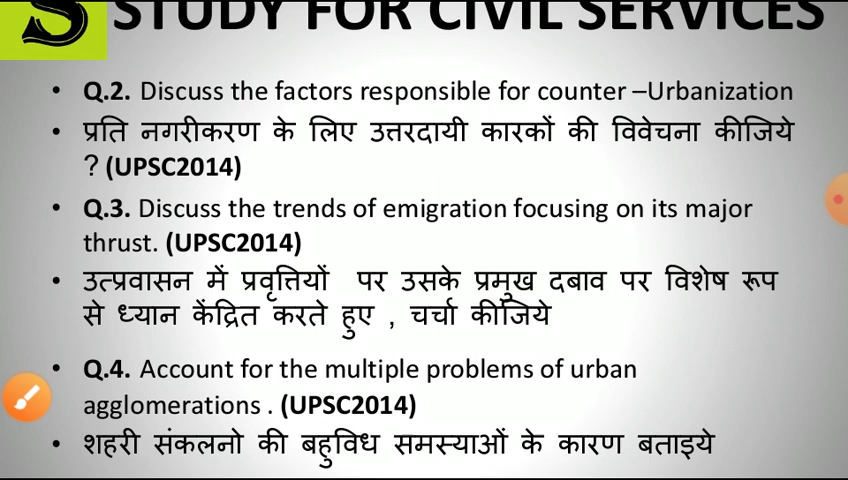 S STUDY FOR CIVIL SERVICES
• Q.2. Discuss the factors responsible for counter –Urbanization
• प्रति नगरीकरण के लिए उत्तरदायी कारकों की विवेचना कीजिये
? (UPSC2014)
• Q.3. Discuss the trends of emigration focusing on its major
thrust. (UPSC2014)
• उत्प्रवासन में प्रवृत्तियों पर उसके प्रमुख दबाव पर विशेष रूप
से ध्यान केंद्रित करते हुए , चर्चा कीजिये
• Q.4. Account for the multiple problems of urban
agglomerations . (UPSC2014)
• शहरी संकलनो की बहुविध समस्याओं के कारण बताइये